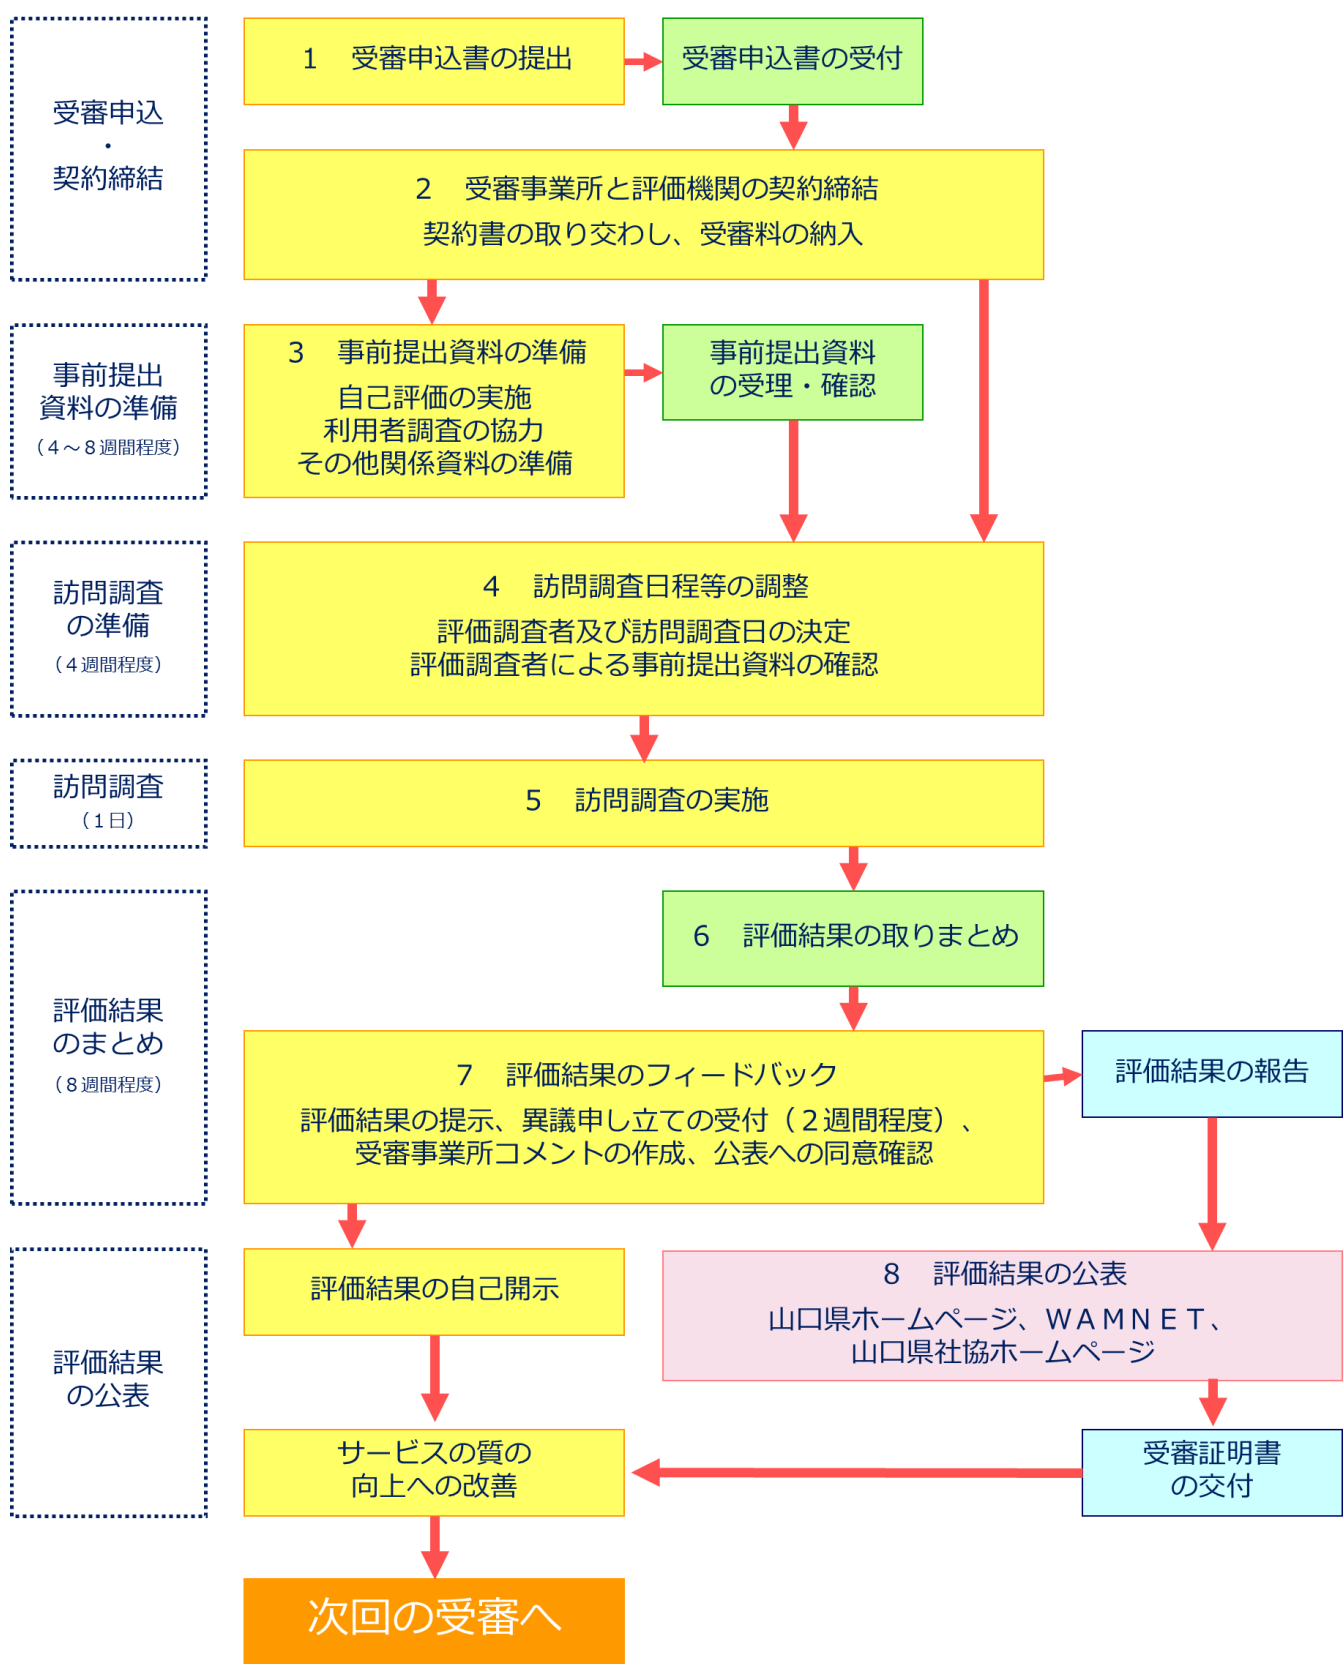 受審申込
・
契約締結
１　受審申込書の提出
受審申込書の受付
２　受審事業所と評価機関の契約締結
契約書の取り交わし、受審料の納入
事前提出
資料の準備
（４～８週間程度）
３　事前提出資料の準備
自己評価の実施
利用者調査の協力
その他関係資料の準備
事前提出資料
の受理・確認
訪問調査
の準備
（４週間程度）
４　訪問調査日程等の調整
評価調査者及び訪問調査日の決定
評価調査者による事前提出資料の確認
訪問調査
（１日）
５　訪問調査の実施
評価結果
のまとめ
（８週間程度）
６　評価結果の取りまとめ
７　評価結果のフィードバック
評価結果の提示、異議申し立ての受付（２週間程度）、
受審事業所コメントの作成、公表への同意確認
評価結果の報告
評価結果
の公表
評価結果の自己開示
８　評価結果の公表
山口県ホームページ、ＷＡＭＮＥＴ、
山口県社協ホームページ
サービスの質の
向上への改善
受審証明書
の交付
次回の受審へ